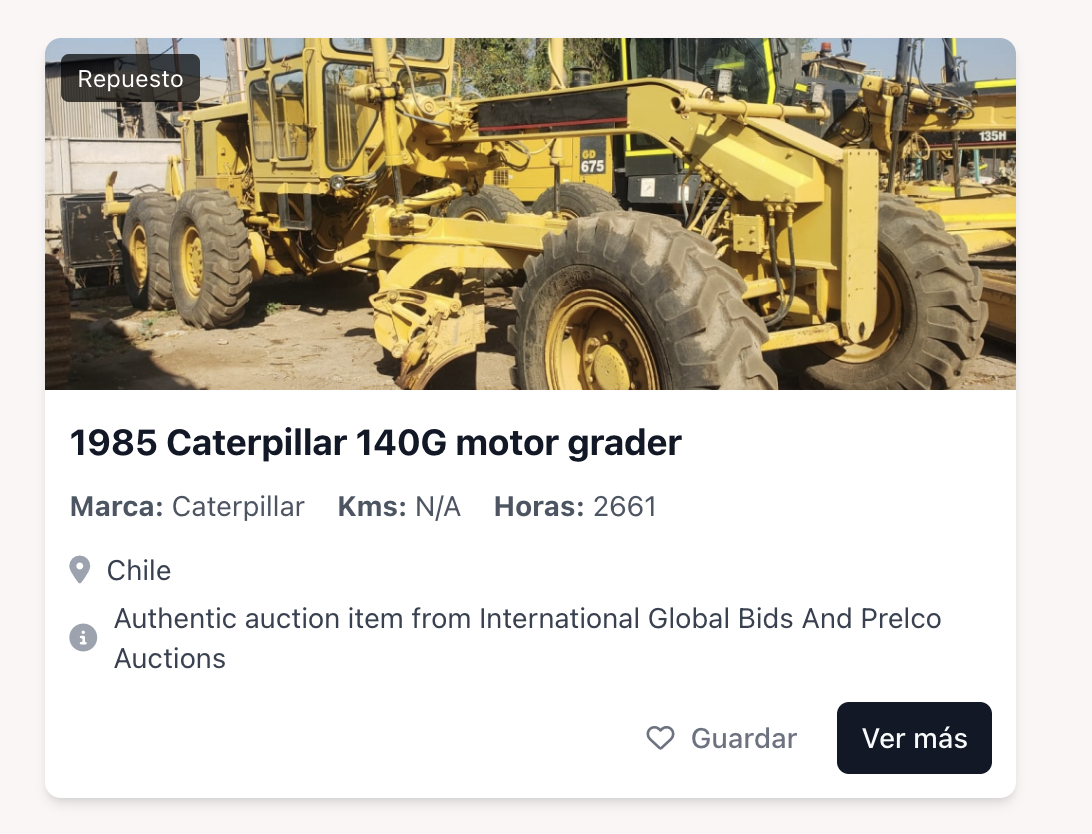 Repuesto
GD
675
135H
1985 Caterpillar 140G motor grader
Marca: Caterpillar Kms: N/A Horas: 2661
Chile
Authentic auction item from International Global Bids And Prelco
Auctions
Guardar
Ver más